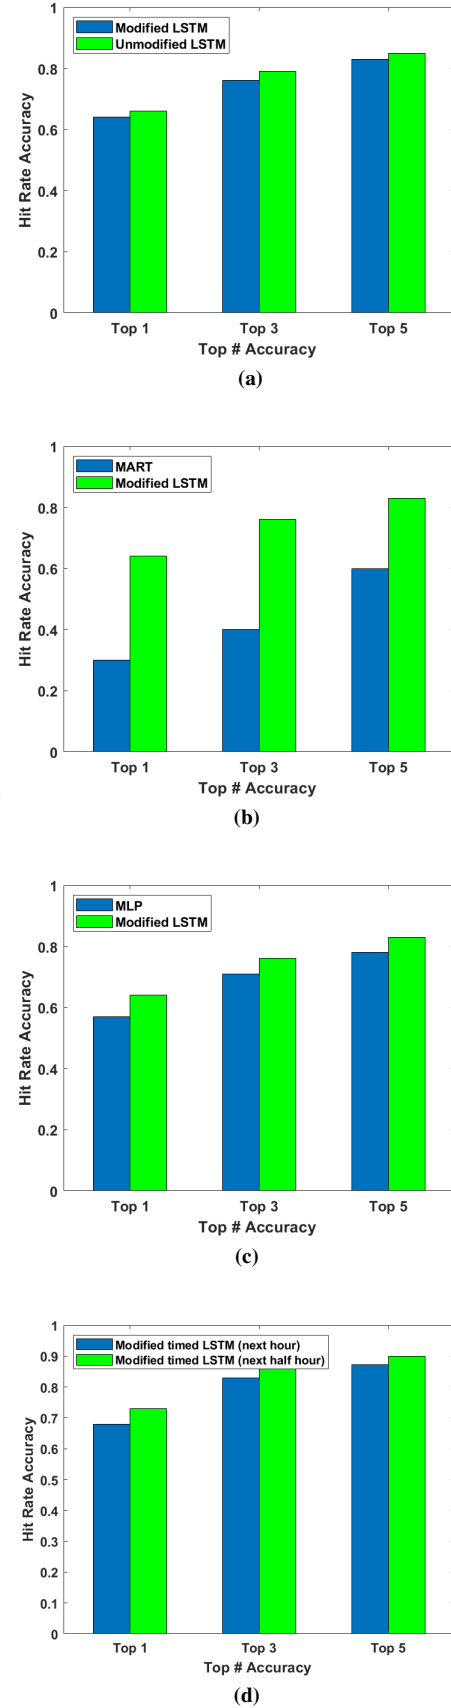 1
0.8
0.6
0.4
0.2
0
Hit Rate Accuracy
Modified LSTM
Unmodified LSTM
Top 1 Top 3 Top 5
Top # Accuracy
(a)
1
0.8
0.6
0.4
0.2
0
Hit Rate Accuracy
MART
Modified LSTM
Top 1 Top 3 Top 5
Top # Accuracy
(b)
1
0.8
0.6
0.4
0.2
0
Hit Rate Accuracy
MLP
Modified LSTM
Top 1 Top 3 Top 5
Top # Accuracy
(c)
1
0.9
0.8
0.7
0.6
0.5
0.4
0.3
0.2
0.1
0
Hit Rate Accuracy
Modified timed LSTM (next hour)
Modified timed LSTM (next half hour)
Top 1 Top 3 Top 5
Top # Accuracy
(d)